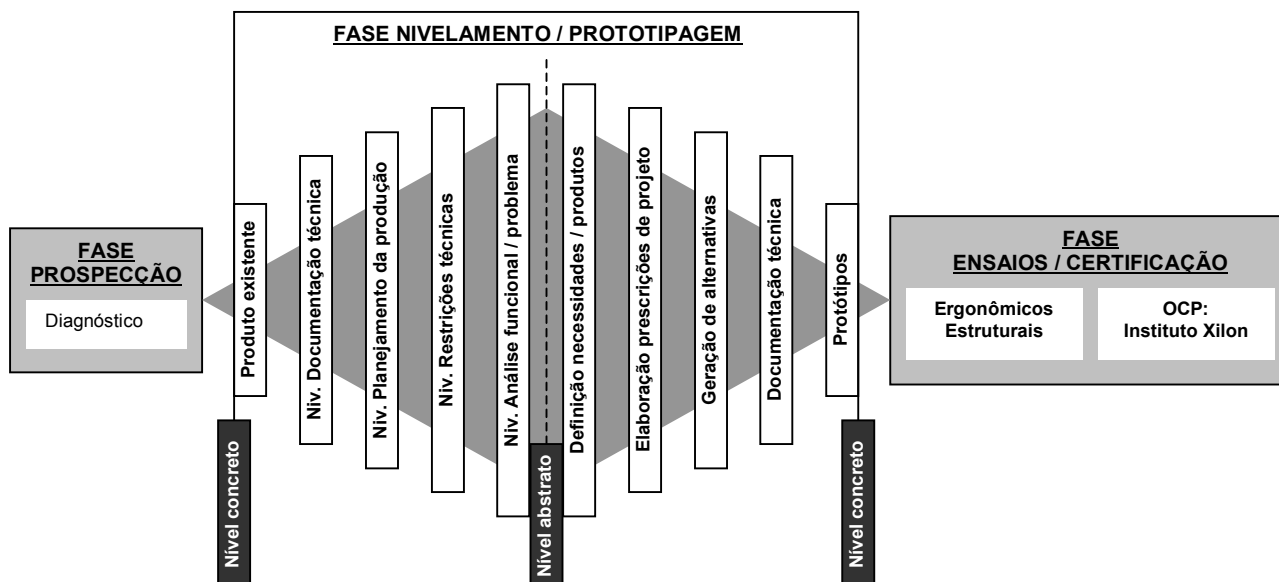 FASE NIVELAMENTO / PROTOTIPAGEM
FASE
PROSPECÇÃO
Diagnóstico
Produto existente
Niv. Documentação técnica
Niv. Planejamento da produção
Niv. Restrições técnicas
Niv. Análise funcional / problema
Definição necessidades / produtos
Elaboração prescrições de projeto
Geração de alternativas
Documentação técnica
Protótipos
FASE
ENSAIOS / CERTIFICAÇÃO
Ergonômicos
Estruturais
OCP:
Instituto Xilon
Nível concreto
Nível abstrato
Nível concreto